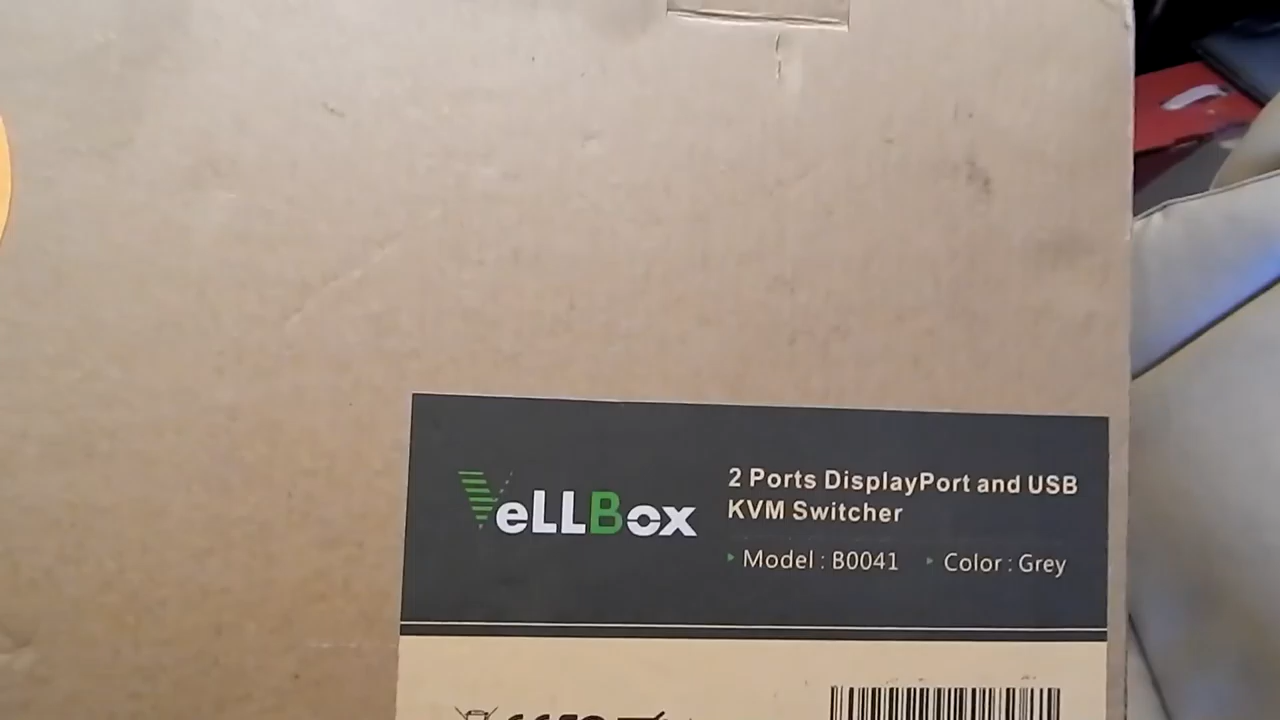 VeLLBox
2 Ports DisplayPort and USB
KVM Switcher
Model : B0041
Color : Grey